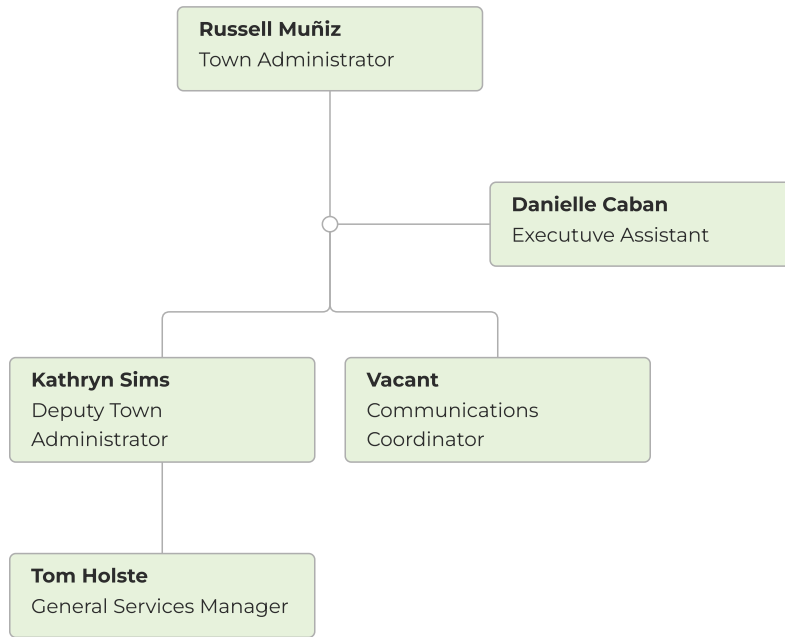 Russell Muñiz
Town Administrator
Danielle Caban
Executuve Assistant
Kathryn Sims
Deputy Town
Administrator
Vacant
Communications
Coordinator
Tom Holste
General Services Manager